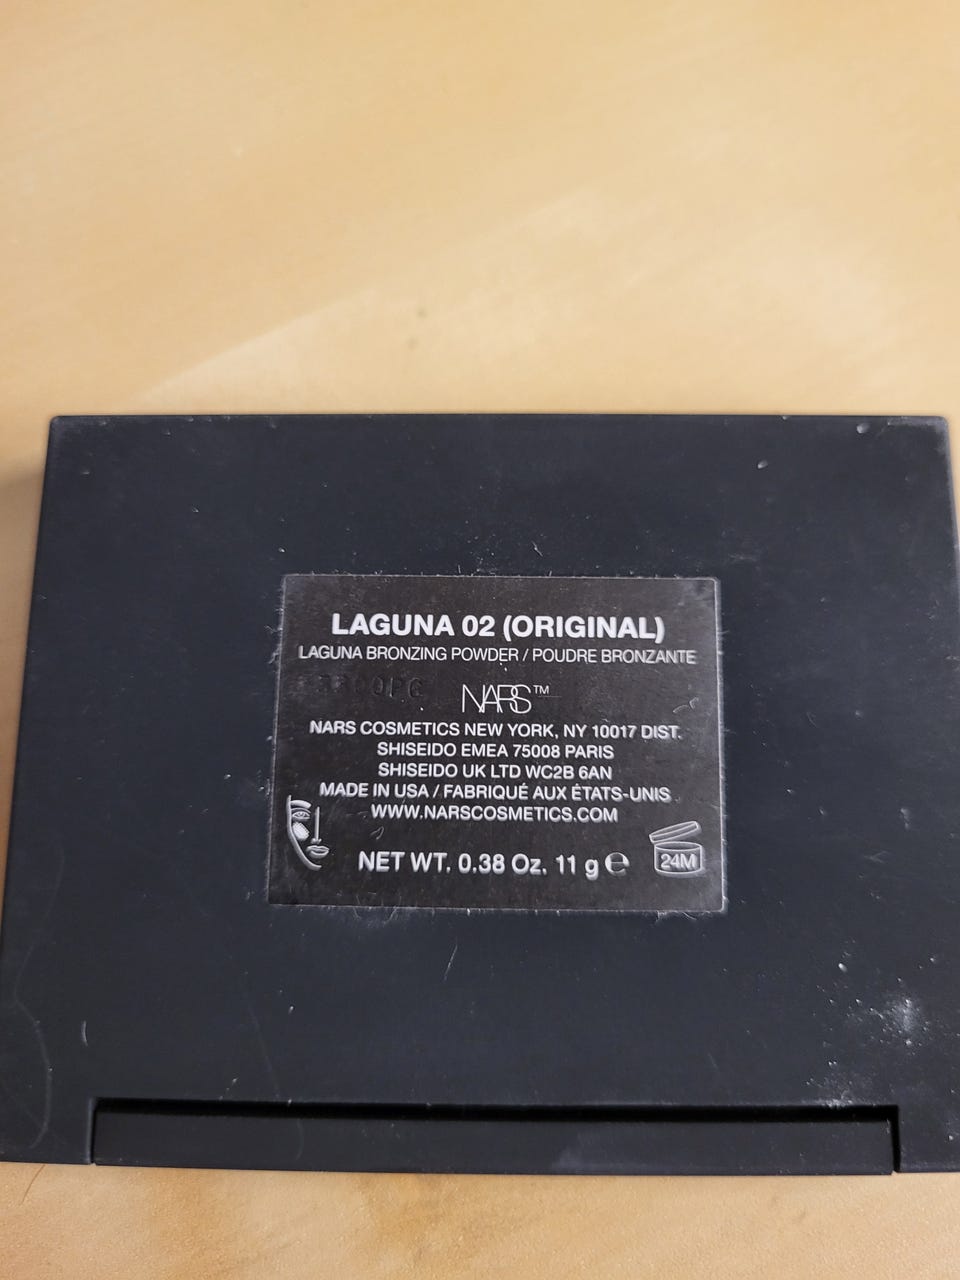 LAGUNA 02 (ORIGINAL)
LAGUNA BRONZING POWDER / POUDRE BRONZANTE
NARS™
NARS COSMETICS NEW YORK, NY 10017 DIST.
SHISEIDO EMEA 75008 PARIS
SHISEIDO UK LTD WC2B 6AN
MADE IN USA / FABRIQUÉ AUX ÉTATS-UNIS
WWW.NARSCOSMETICS.COM
NET WT. 0.38 Oz. 11 g ℮
24M